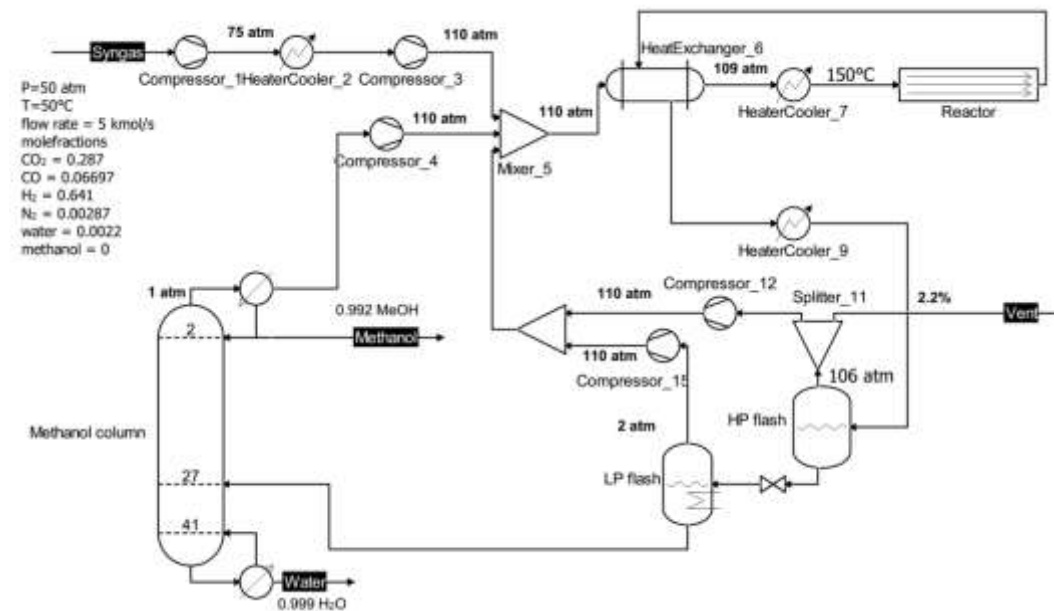 75 atm
110 atm
Syngas
Compressor_1
HeaterCooler_2
Compressor_3
HeatExchanger_6
109 atm
150°C
HeaterCooler_7
Reactor
P=50 atm
T=50°C
flow rate = 5 kmol/s
molefractions
CO₂ = 0.287
CO = 0.06697
H₂ = 0.641
N₂ = 0.00287
water = 0.0022
methanol = 0
110 atm
110 atm
Compressor_4
Mixer_5
HeaterCooler_9
1 atm
0.992 MeOH
Methanol
2
110 atm
Compressor_12
Splitter_11
2.2%
Vent
110 atm
Compressor_15
106 atm
HP flash
2 atm
LP flash
Methanol column
27
41
Water
0.999 H₂O